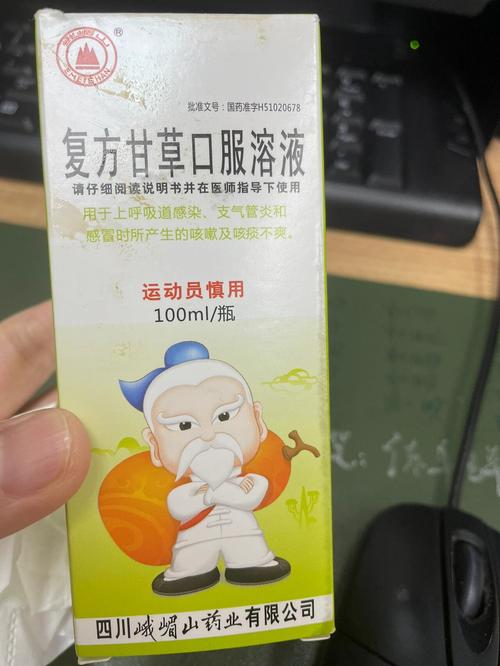 ®
EMEISHAN
批准文号：国药准字H51020678
复方甘草口服溶液
请仔细阅读说明书并在医师指导下使用
用于上呼吸道感染、支气管炎和
感冒时所产生的咳嗽及咳痰不爽。
运动员慎用
100ml/瓶
四川峨嵋山药业有限公司